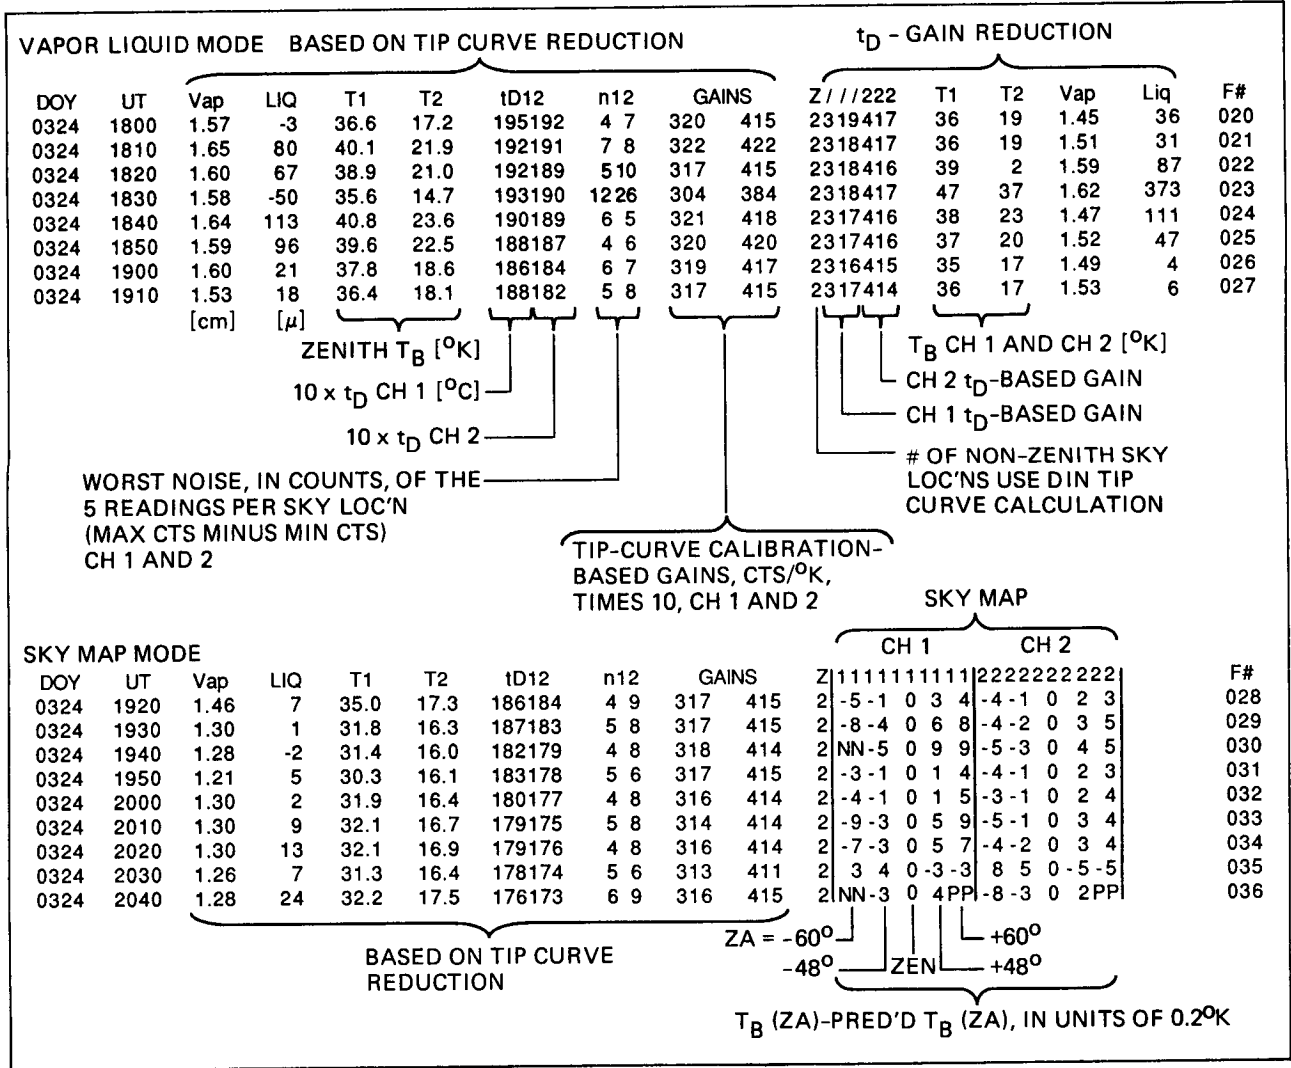 VAPOR LIQUID MODE BASED ON TIP CURVE REDUCTION tD - GAIN REDUCTION
DOY UT Vap LIQ T1 T2 tD12 n12 GAINS Z///222 T1 T2 Vap Liq F#
0324 1800 1.57 -3 36.6 17.2 195192 4 7 320 415 2319417 36 19 1.45 36 020
0324 1810 1.65 80 40.1 21.9 192191 7 8 322 422 2318417 36 19 1.51 31 021
0324 1820 1.60 67 38.9 21.0 192189 510 317 415 2318416 39 2 1.59 87 022
0324 1830 1.58 -50 35.6 14.7 193190 1226 304 384 2318417 47 37 1.62 373 023
0324 1840 1.64 113 40.8 23.6 190189 6 5 321 418 2317416 38 23 1.47 111 024
0324 1850 1.59 96 39.6 22.5 188187 4 6 320 420 2317416 37 20 1.52 47 025
0324 1900 1.60 21 37.8 18.6 186184 6 7 319 417 2316415 35 17 1.49 4 026
0324 1910 1.53 18 36.4 18.1 188182 5 8 317 415 2317414 36 17 1.53 6 027
[cm] [μ]
ZENITH TB [°K]
10 x tD CH 1 [°C]
10 x tD CH 2
WORST NOISE, IN COUNTS, OF THE
5 READINGS PER SKY LOC'N
(MAX CTS MINUS MIN CTS)
CH 1 AND 2
TB CH 1 AND CH 2 [°K]
CH 2 tD-BASED GAIN
CH 1 tD-BASED GAIN
# OF NON-ZENITH SKY
LOC'NS USE DIN TIP
CURVE CALCULATION
TIP-CURVE CALIBRATION-
BASED GAINS, CTS/°K,
TIMES 10, CH 1 AND 2
SKY MAP
CH 1 CH 2
SKY MAP MODE
DOY UT Vap LIQ T1 T2 tD12 n12 GAINS Z|1111111111|2222222222| F#
0324 1920 1.46 7 35.0 17.3 186184 4 9 317 415 2|-5-1 0 3 4|-4-1 0 2 3| 028
0324 1930 1.30 1 31.8 16.3 187183 5 8 317 415 2|-8-4 0 6 8|-4-2 0 3 5| 029
0324 1940 1.28 -2 31.4 16.0 182179 4 8 318 414 2|NN-5 0 9 9|-5-3 0 4 5| 030
0324 1950 1.21 5 30.3 16.1 183178 5 6 317 415 2|-3-1 0 1 4|-4-1 0 2 3| 031
0324 2000 1.30 2 31.9 16.4 180177 4 8 316 414 2|-4-1 0 1 5|-3-1 0 2 4| 032
0324 2010 1.30 9 32.1 16.7 179175 5 8 314 414 2|-9-3 0 5 9|-5-1 0 3 4| 033
0324 2020 1.30 13 32.1 16.9 179176 4 8 316 414 2|-7-3 0 5 7|-4-2 0 3 4| 034
0324 2030 1.26 7 31.3 16.4 178174 5 6 313 411 2| 3 4 0-3-3| 8 5 0-5-5| 035
0324 2040 1.28 24 32.2 17.5 176173 6 9 316 415 2|NN-3 0 4PP|-8-3 0 2PP| 036
BASED ON TIP CURVE
REDUCTION
ZA = -60° +60°
-48° ZEN +48°
TB (ZA)-PRED'D TB (ZA), IN UNITS OF 0.2°K